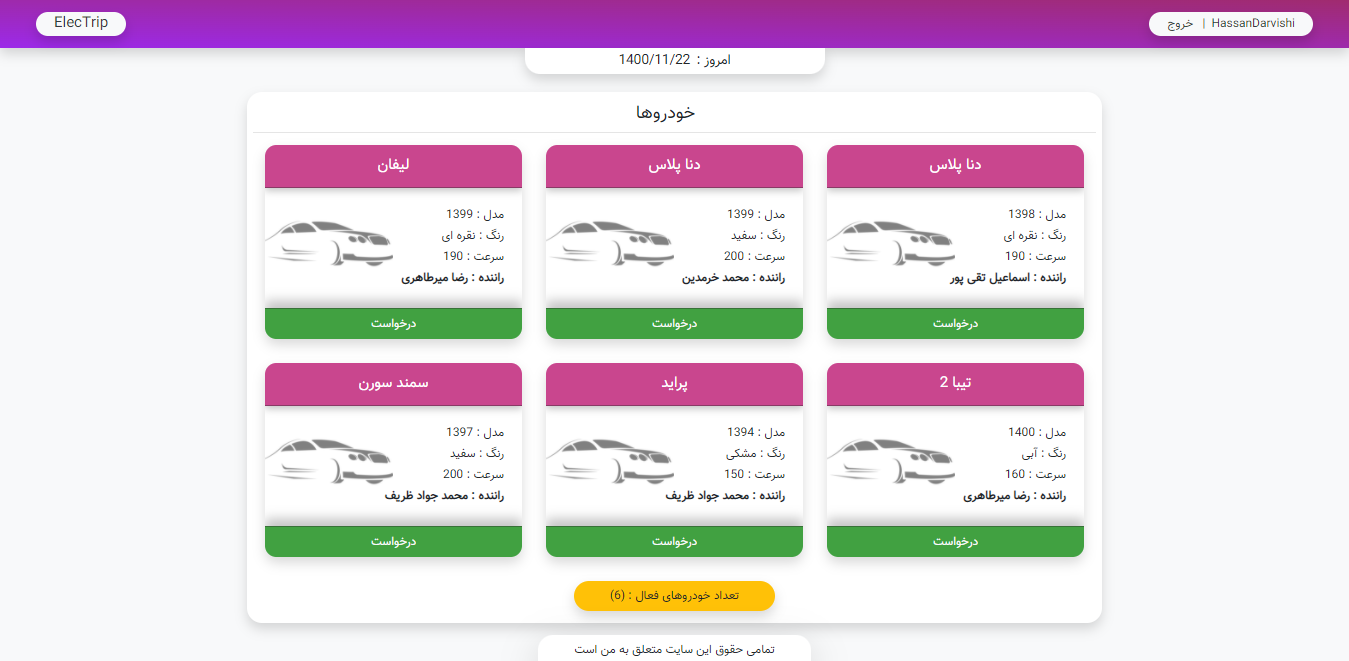 HassanDarvishi | خروج
ElecTrip
امروز : 1400/11/22
خودروها
دنا پلاس
مدل : 1398
رنگ : نقره ای
سرعت : 190
راننده : اسماعیل تقی پور
درخواست
دنا پلاس
مدل : 1399
رنگ : سفید
سرعت : 200
راننده : محمد خرمدین
درخواست
لیفان
مدل : 1399
رنگ : نقره ای
سرعت : 190
راننده : رضا میرطاهری
درخواست
تیبا 2
مدل : 1400
رنگ : آبی
سرعت : 160
راننده : رضا میرطاهری
درخواست
پراید
مدل : 1394
رنگ : مشکی
سرعت : 150
راننده : محمد جواد ظریف
درخواست
سمند سورن
مدل : 1397
رنگ : سفید
سرعت : 200
راننده : محمد جواد ظریف
درخواست
تعداد خودروهای فعال : (6)
تمامی حقوق این سایت متعلق به من است